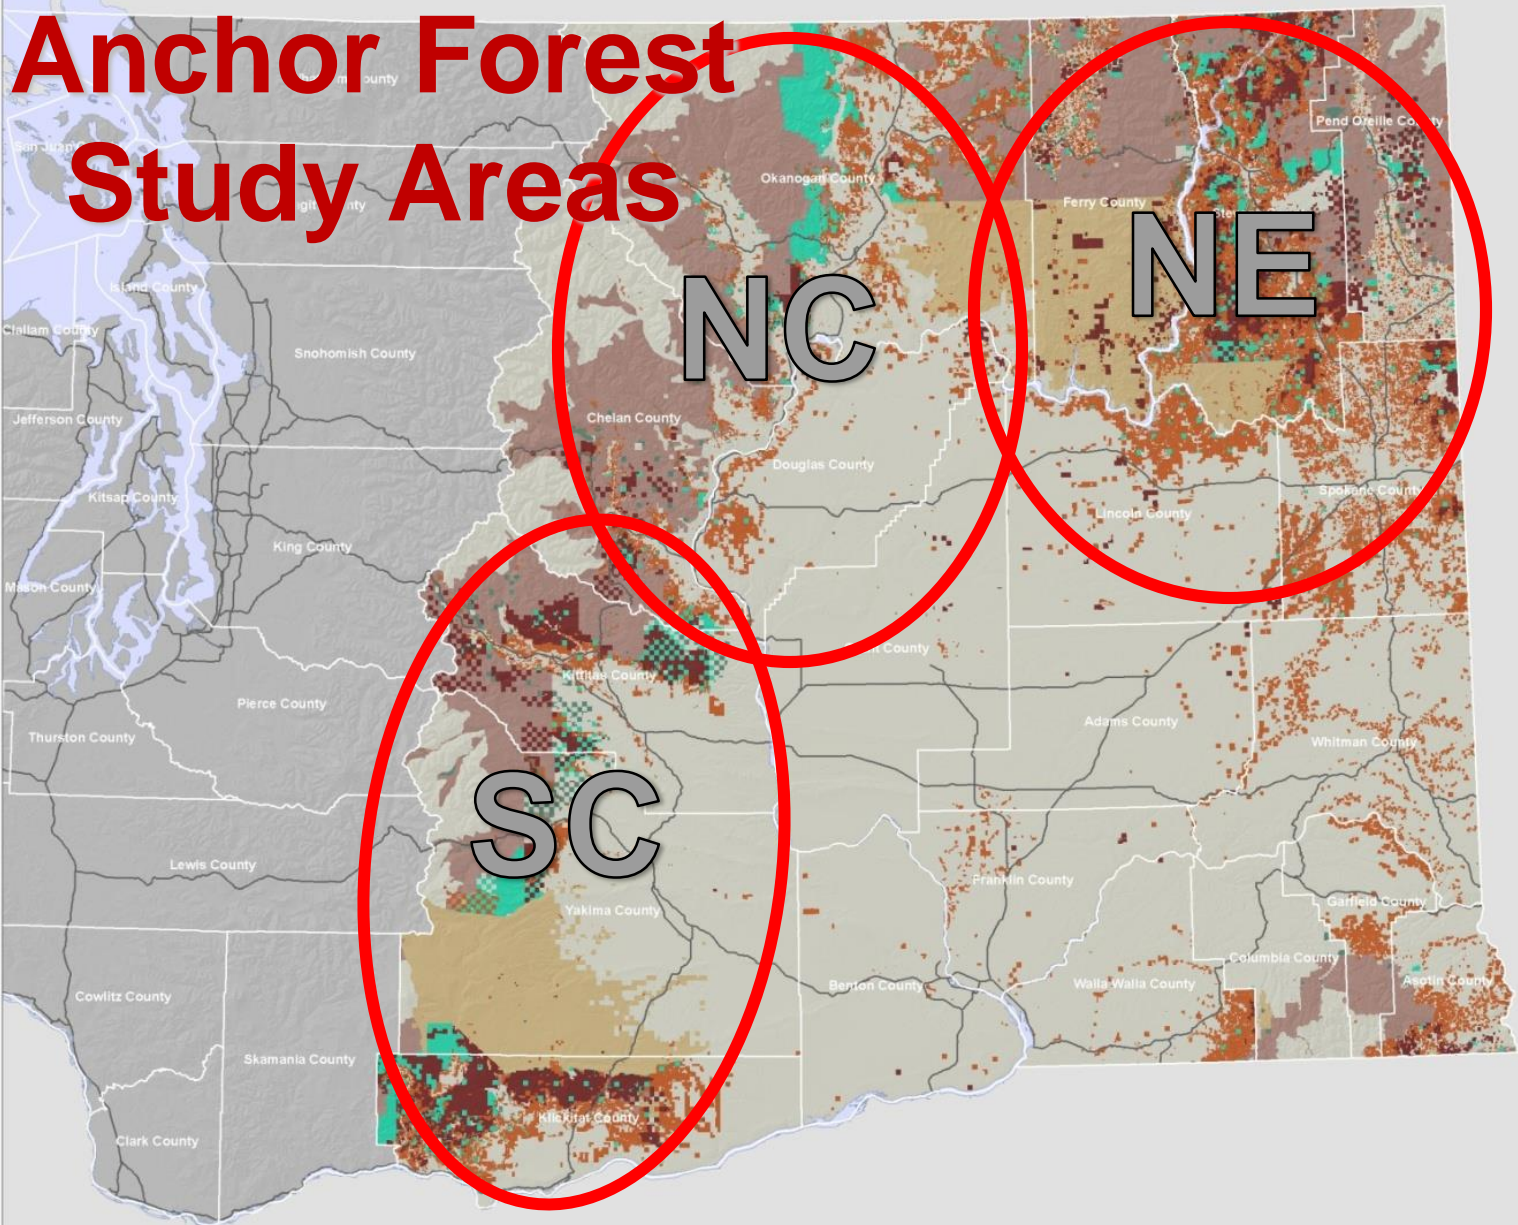 Anchor Forest
Study Areas
Pend Oreille County
Okanogan County
Ferry County
NE
Island County
NC
Clallam County
Snohomish County
Jefferson County
Chelan County
Douglas County
Kitsap County
Spokane County
Lincoln County
King County
Mason County
County
Kittitas County
Pierce County
Adams County
Thurston County
Whitman County
SC
Lewis County
Franklin County
Garfield County
Yakima County
Columbia County
Asotin County
Benton County
Walla Walla County
Cowlitz County
Skamania County
Klickitat County
Clark County